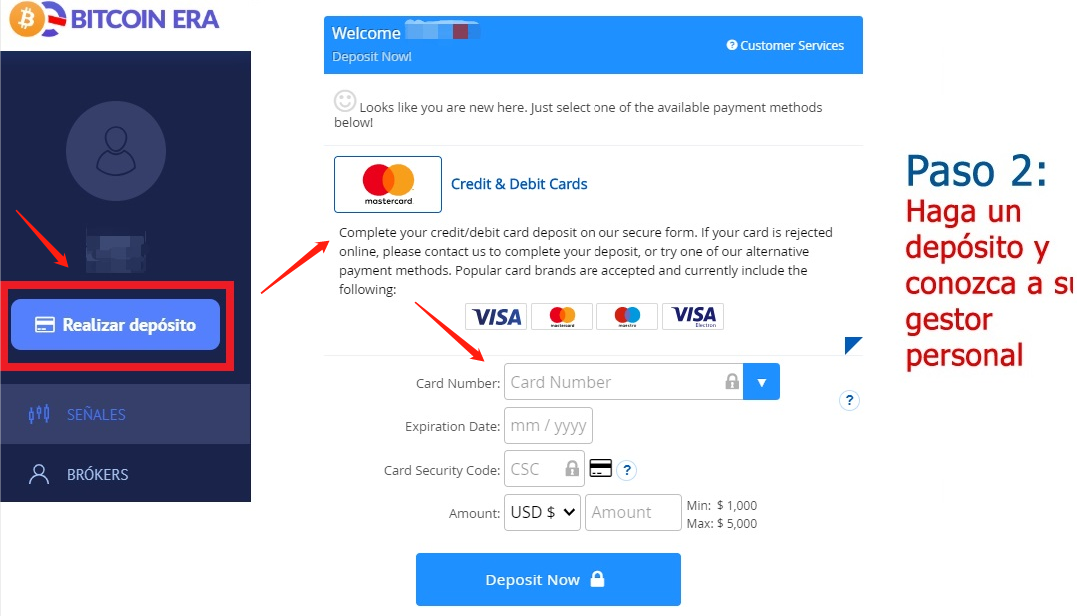 BITCOIN ERA
Realizar depósito
SEÑALES
BRÓKERS
Welcome
Deposit Now!
Customer Services
Looks like you are new here. Just select one of the available payment methods
below!
mastercard
Credit & Debit Cards
Complete your credit/debit card deposit on our secure form. If your card is rejected
online, please contact us to complete your deposit, or try one of our alternative
payment methods. Popular card brands are accepted and currently include the
following:
VISA mastercard maestro VISA Electron
Card Number: Card Number
?
Expiration Date: mm / yyyy
Card Security Code: CSC ?
Amount: USD $ Amount Min: $ 1,000
Max: $ 5,000
Deposit Now
Paso 2:
Haga un
depósito y
conozca a su
gestor
personal